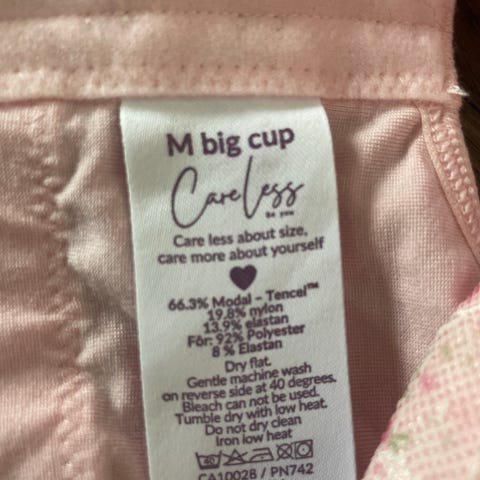 M big cup
CareLess
Be you
Care less about size,
care more about yourself
66.3% Modal - Tencel™
19.8% nylon
13.9% elastan
Fôr: 92% Polyester
8 % Elastan
Dry flat.
Gentle machine wash
on reverse side at 40 degrees.
Bleach can not be used.
Tumble dry with low heat.
Do not dry clean
Iron low heat
40
CA10028 / PN742